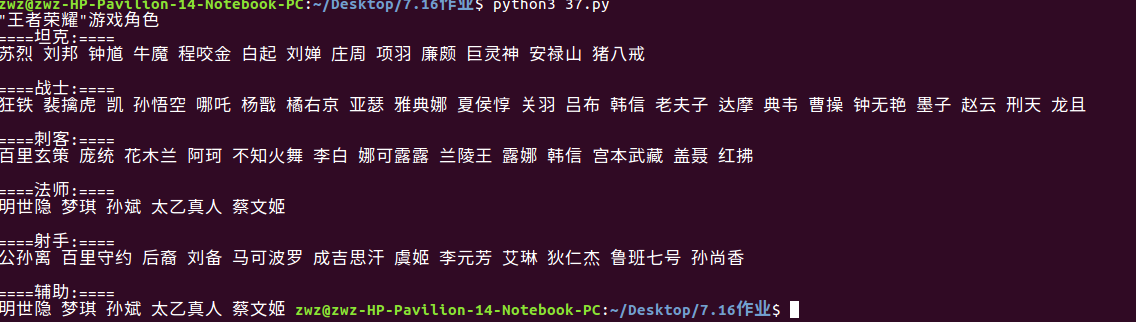 zwz@zwz-HP-Pavilion-14-Notebook-PC:~/Desktop/7.16作业$ python3 37.py
"王者荣耀"游戏角色
====坦克:====
苏烈 刘邦 钟馗 牛魔 程咬金 白起 刘婵 庄周 项羽 廉颇 巨灵神 安禄山 猪八戒
====战士:====
狂铁 裴擒虎 凯 孙悟空 哪吒 杨戬 橘右京 亚瑟 雅典娜 夏侯惇 关羽 吕布 韩信 老夫子 达摩 典韦 曹操 钟无艳 墨子 赵云 刑天 龙且
====刺客:====
百里玄策 庞统 花木兰 阿珂 不知火舞 李白 娜可露露 兰陵王 露娜 韩信 宫本武藏 盖聂 红拂
====法师:====
明世隐 梦琪 孙斌 太乙真人 蔡文姬
====射手:====
公孙离 百里守约 后裔 刘备 马可波罗 成吉思汗 虞姬 李元芳 艾琳 狄仁杰 鲁班七号 孙尚香
====辅助:====
明世隐 梦琪 孙斌 太乙真人 蔡文姬 zwz@zwz-HP-Pavilion-14-Notebook-PC:~/Desktop/7.16作业$